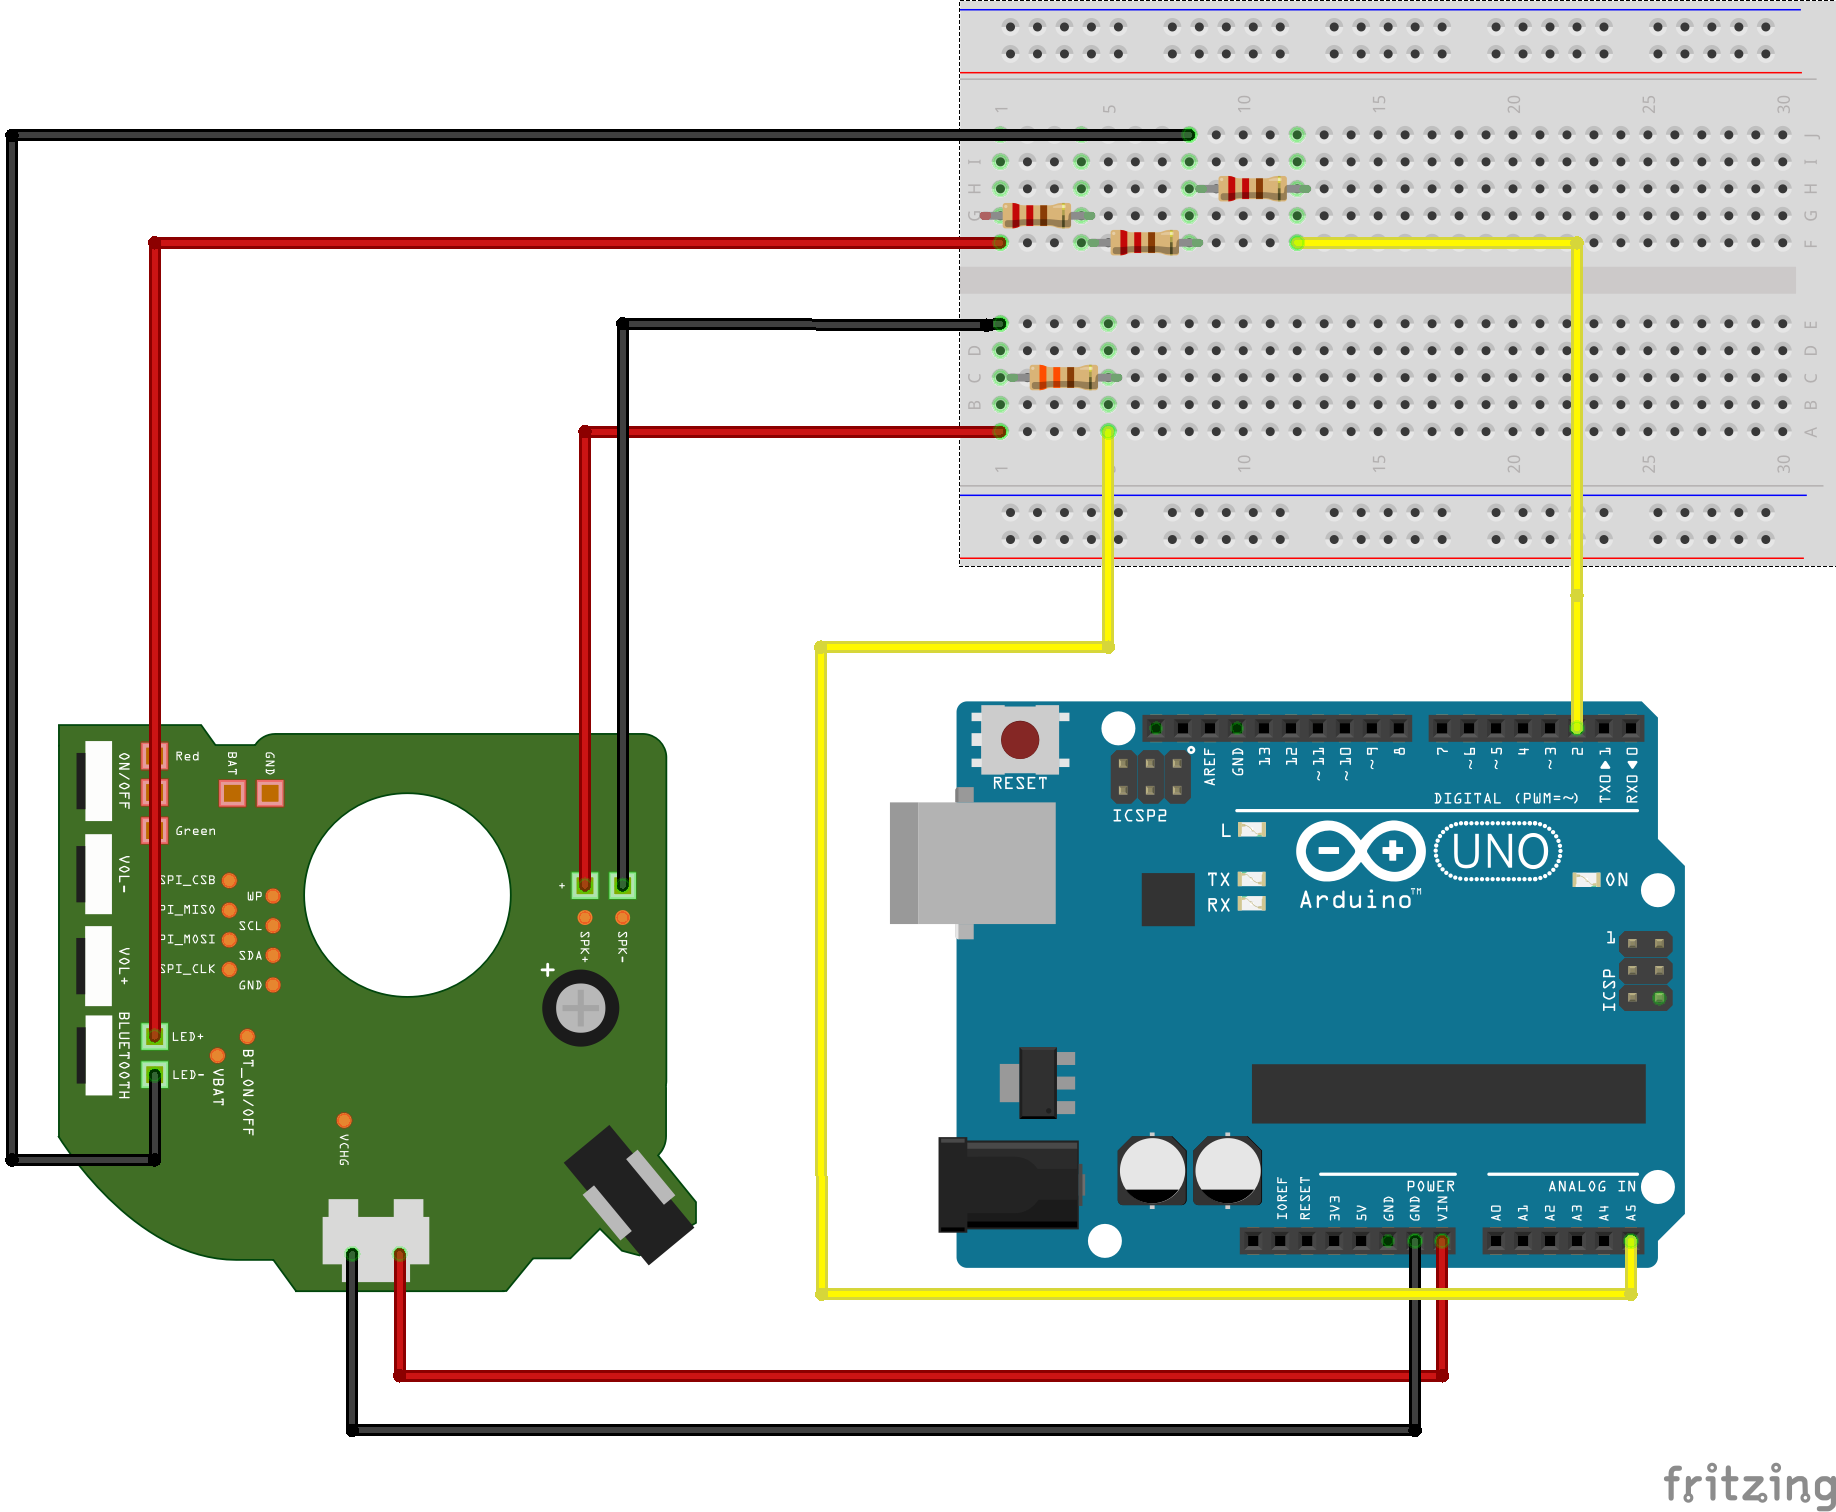 1 5 10 15 20 25 30
J
I I
H H
G G
F
E
D D
C C
B B
A
1 10 15 20 25 30
ON/OFF
VOL-
VOL+
BLUETOOTH
Red
Green
BAT
GND
SPI_CSB
PI_MISO
PI_MOSI
SPI_CLK
WP
SCL
SDA
GND
LED+
LED-
VBAT
BT_ON/OFF
VCHG
+
SPK+
SPK-
+
RESET
ICSP2
AREF
GND
13
12
~11
~10
~9
8
7
~6
~5
4
~3
2
TX0▶1
RX0◀0
DIGITAL (PWM=~)
L
TX
RX
UNO
Arduino™
ON
1
ICSP
IOREF
RESET
3V3
5V
GND
GND
VIN
POWER
ANALOG IN
A0
A1
A2
A3
A4
A5
fritzing